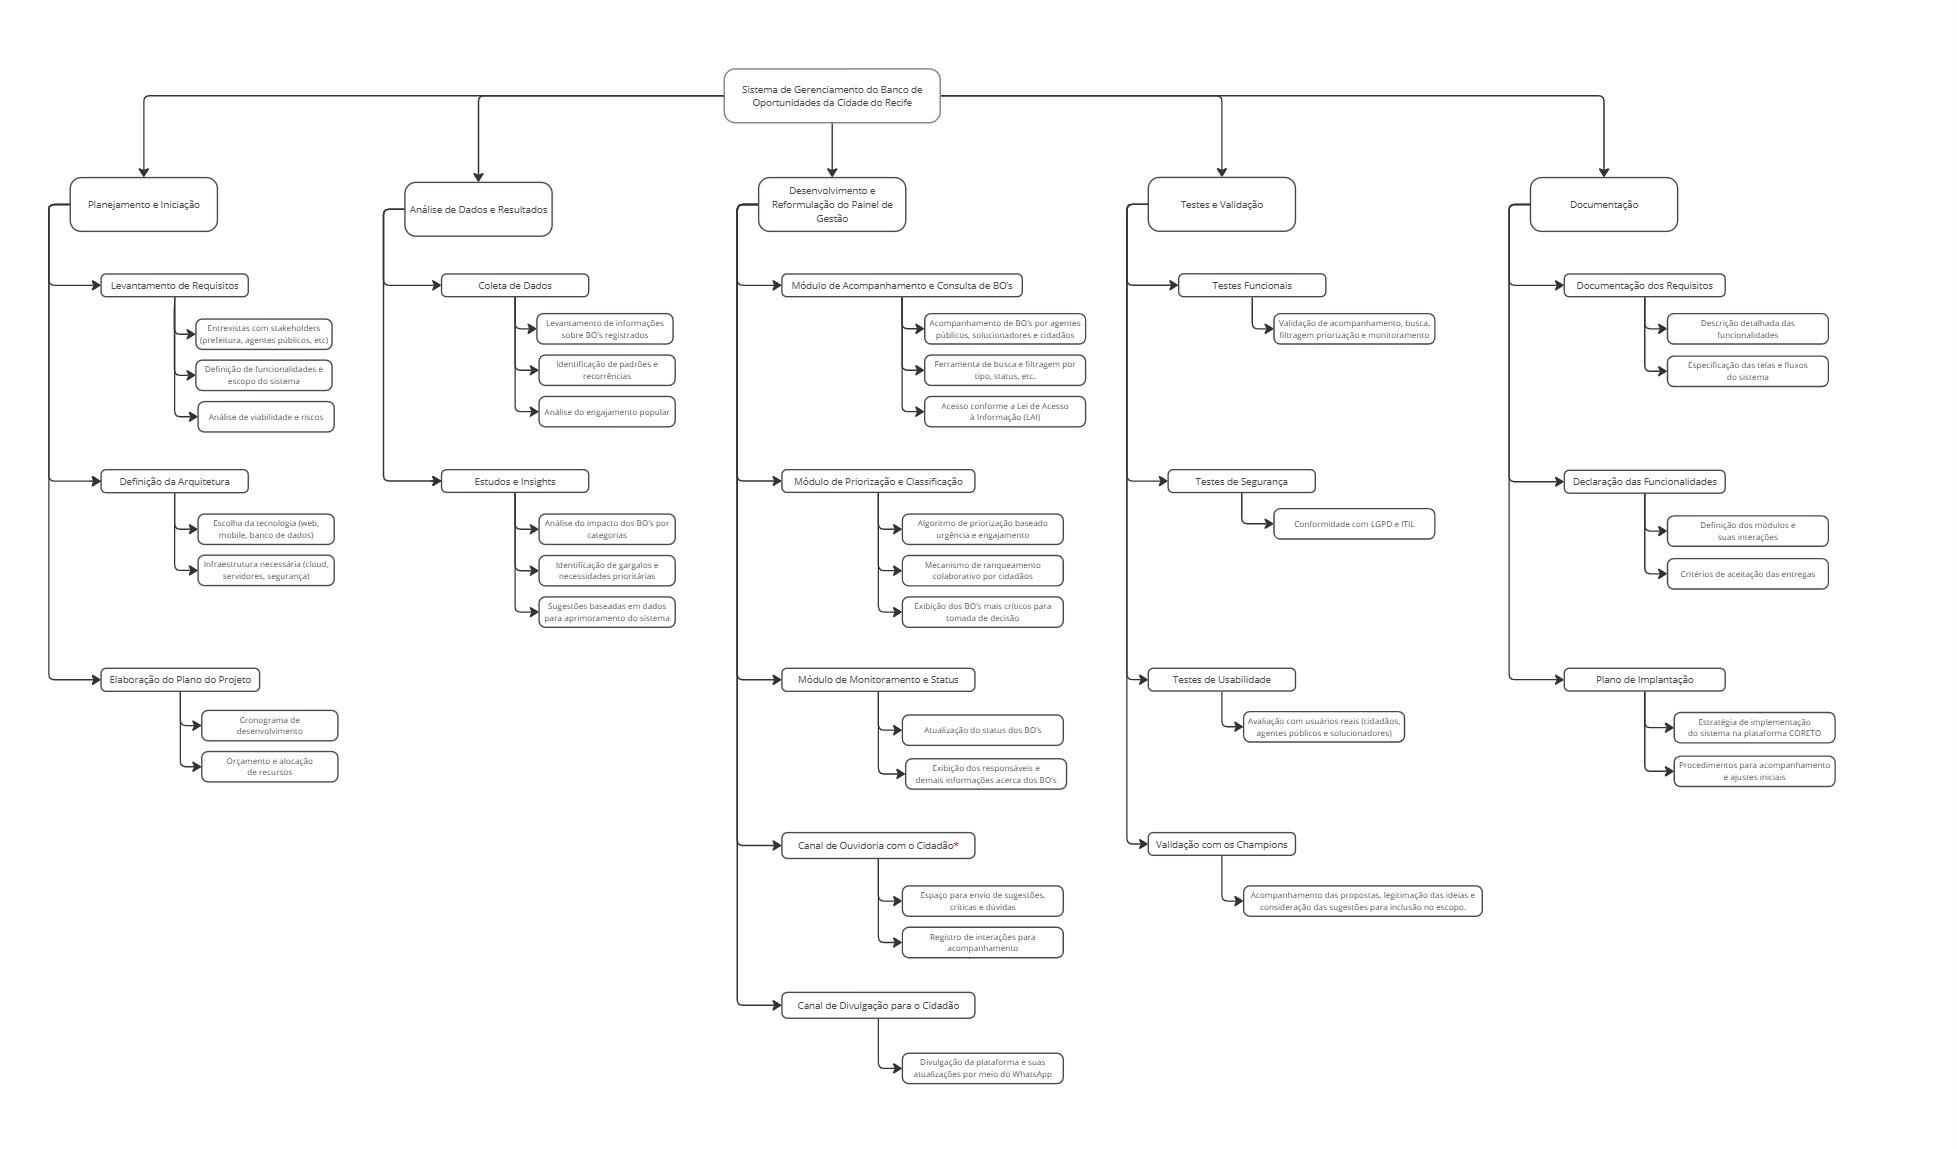 Sistema de Gerenciamento do Banco de
Oportunidades da Cidade do Recife
Planejamento e Iniciação
Levantamento de Requisitos
Entrevistas com stakeholders
(prefeitura, agentes públicos, etc)
Definição de funcionalidades e
escopo do sistema
Análise de viabilidade e riscos
Definição da Arquitetura
Escolha da tecnologia (web,
mobile, banco de dados)
Infraestrutura necessária (cloud,
servidores, segurança)
Elaboração do Plano do Projeto
Cronograma de
desenvolvimento
Orçamento e alocação
de recursos
Análise de Dados e Resultados
Coleta de Dados
Levantamento de informações
sobre BO's registrados
Identificação de padrões e
recorrências
Análise do engajamento popular
Estudos e Insights
Análise do impacto dos BO's por
categorias
Identificação de gargalos e
necessidades prioritárias
Sugestões baseadas em dados
para aprimoramento do sistema
Desenvolvimento e
Reformulação do Painel de
Gestão
Módulo de Acompanhamento e Consulta de BO's
Acompanhamento de BO's por agentes
públicos, solucionadores e cidadãos
Ferramenta de busca e filtragem por
tipo, status, etc.
Acesso conforme a Lei de Acesso
à Informação (LAI)
Módulo de Priorização e Classificação
Algoritmo de priorização baseado
urgência e engajamento
Mecanismo de ranqueamento
colaborativo por cidadãos
Exibição dos BO's mais críticos para
tomada de decisão
Módulo de Monitoramento e Status
Atualização do status dos BO's
Exibição dos responsáveis e
demais informações acerca dos BO's
Canal de Ouvidoria com o Cidadão*
Espaço para envio de sugestões,
críticas e dúvidas
Registro de interações para
acompanhamento
Canal de Divulgação para o Cidadão
Divulgação da plataforma e suas
atualizações por meio do WhatsApp
Testes e Validação
Testes Funcionais
Validação de acompanhamento, busca,
filtragem priorização e monitoramento
Testes de Segurança
Conformidade com LGPD e ITIL
Testes de Usabilidade
Avaliação com usuários reais (cidadãos,
agentes públicos e solucionadores)
Validação com os Champions
Acompanhamento das propostas, legitimação das ideias e
consideração das sugestões para inclusão no escopo.
Documentação
Documentação dos Requisitos
Descrição detalhada das
funcionalidades
Especificação das telas e fluxos
do sistema
Declaração das Funcionalidades
Definição dos módulos e
suas interações
Critérios de aceitação das entregas
Plano de Implantação
Estratégia de implementação
do sistema na plataforma CORETO
Procedimentos para acompanhamento
e ajustes iniciais